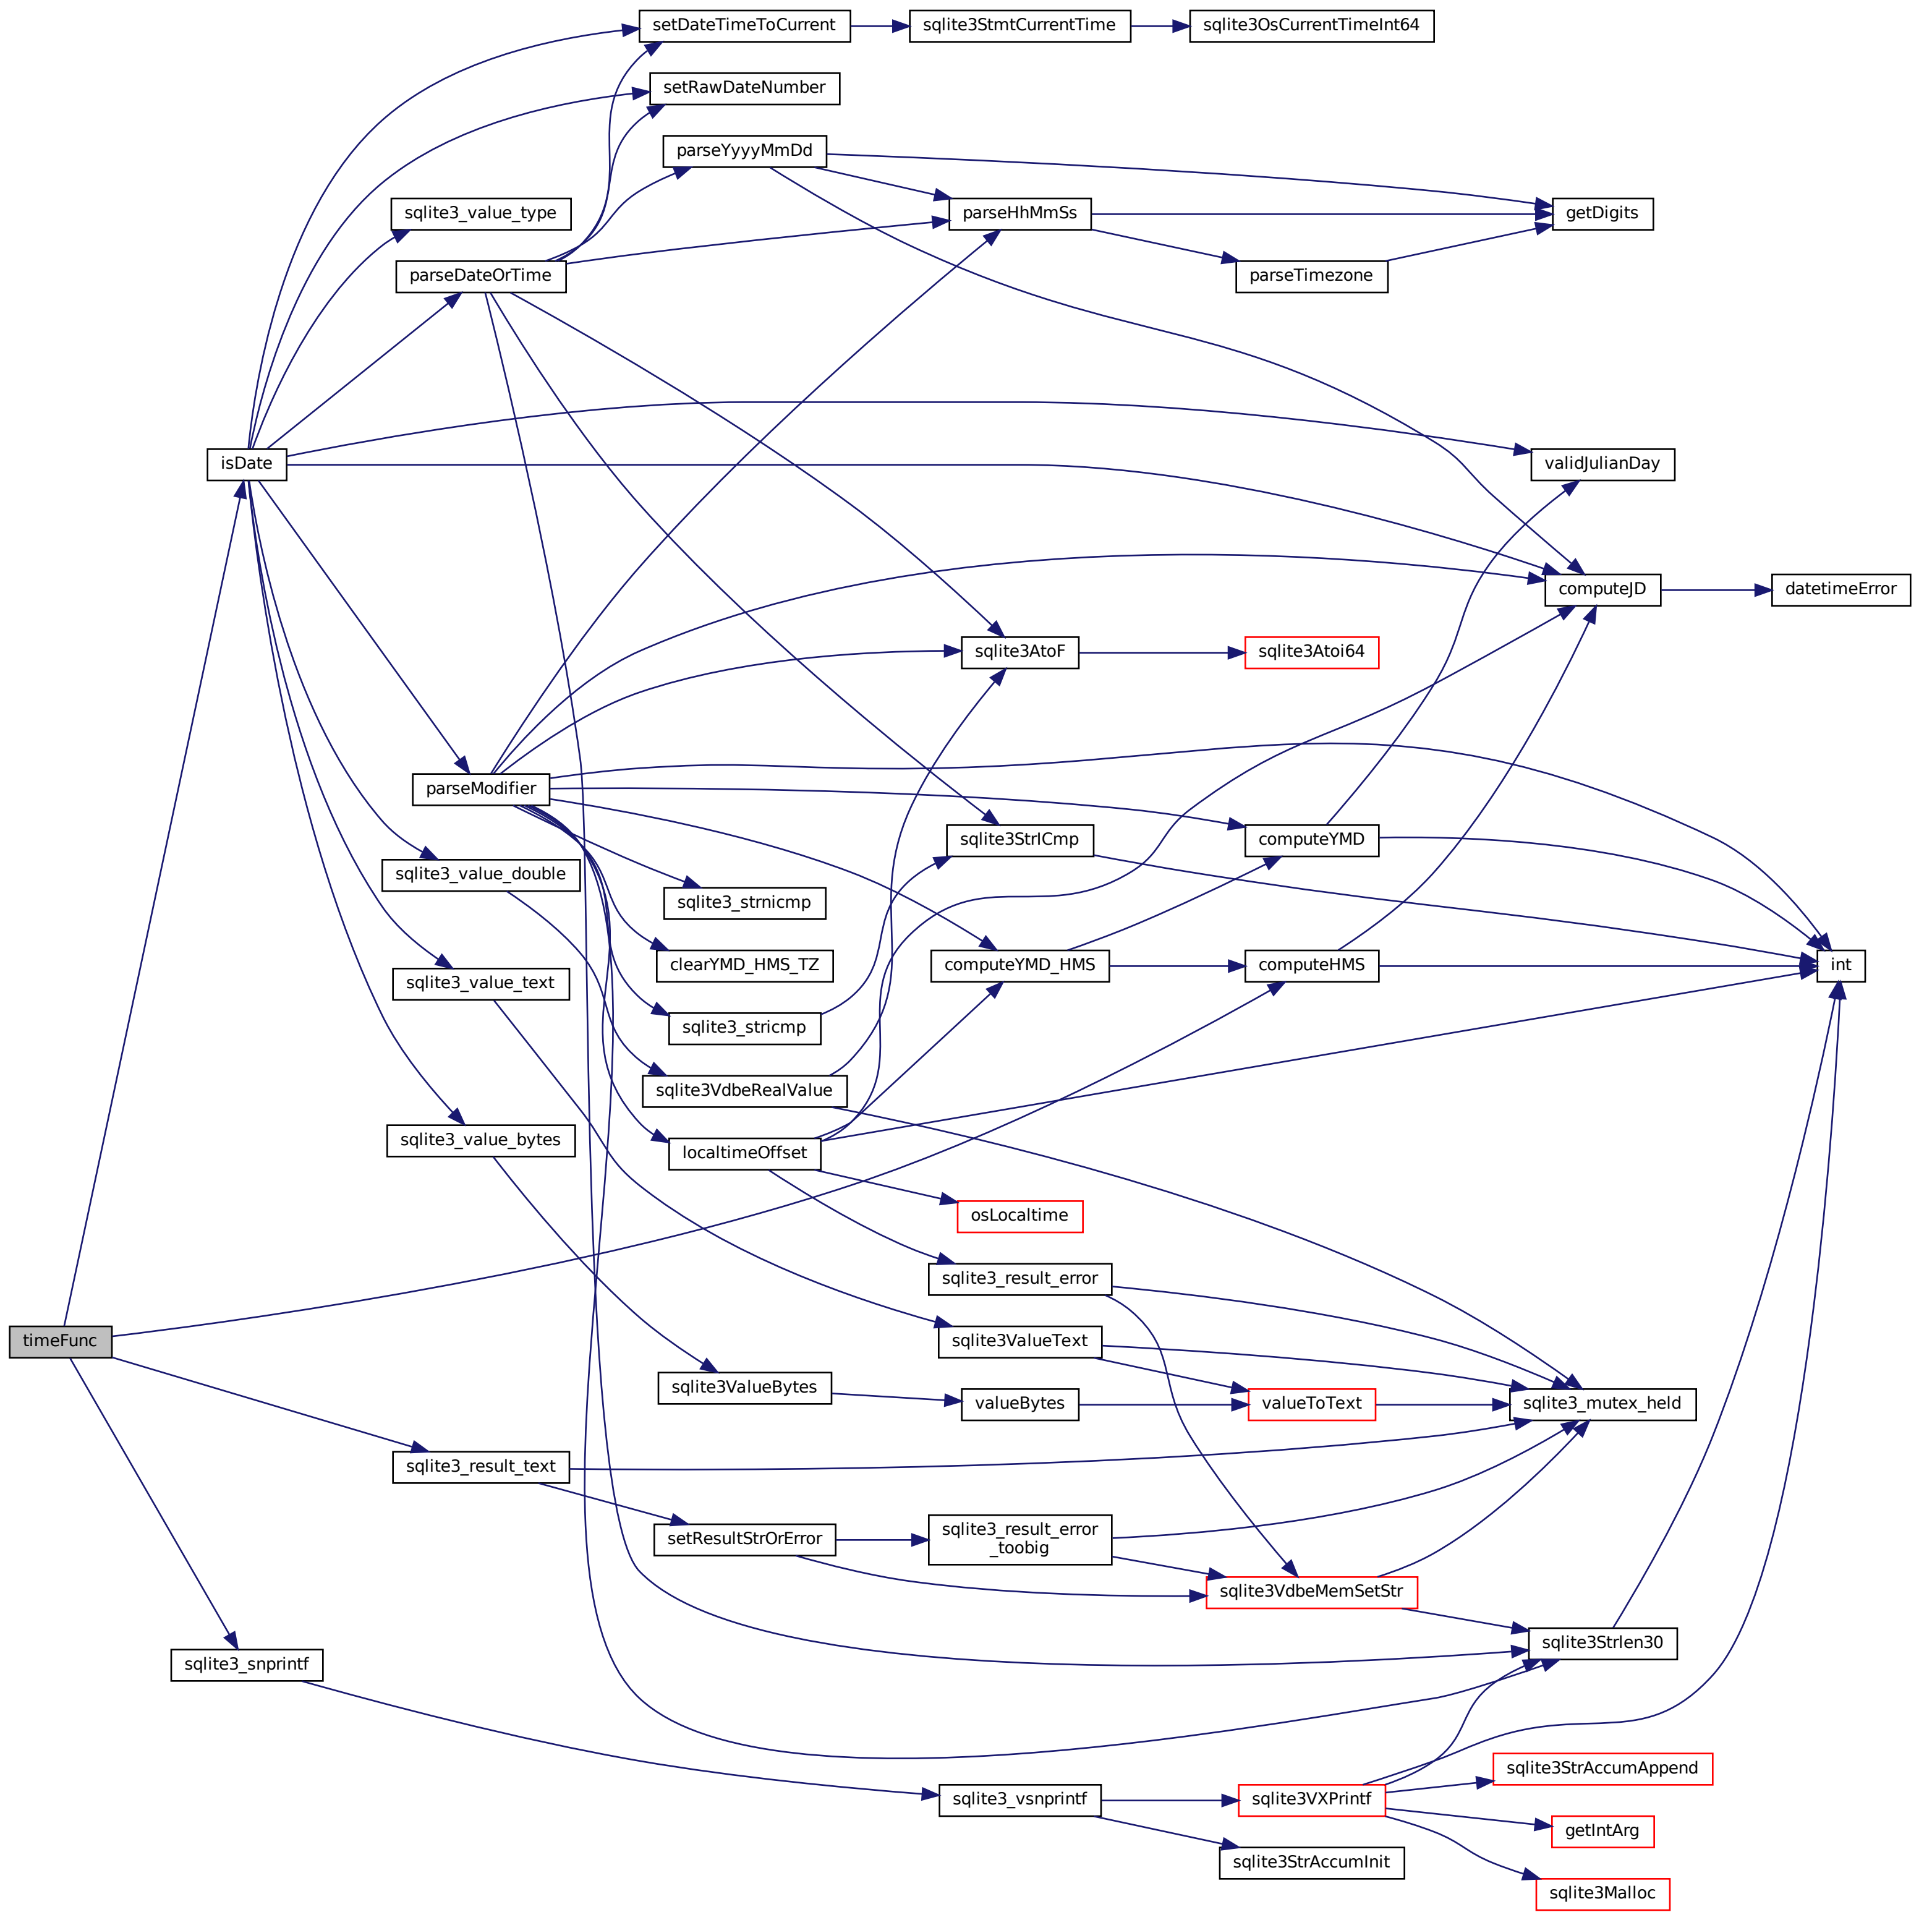 setDateTimeToCurrent
sqlite3StmtCurrentTime
sqlite3OsCurrentTimeInt64
setRawDateNumber
parseYyyyMmDd
sqlite3_value_type
parseHhMmSs
getDigits
parseDateOrTime
parseTimezone
isDate
validJulianDay
computeJD
datetimeError
sqlite3AtoF
sqlite3Atoi64
parseModifier
sqlite3StrICmp
computeYMD
sqlite3_value_double
sqlite3_strnicmp
clearYMD_HMS_TZ
computeYMD_HMS
computeHMS
int
sqlite3_value_text
sqlite3_stricmp
sqlite3VdbeRealValue
sqlite3_value_bytes
localtimeOffset
osLocaltime
sqlite3_result_error
timeFunc
sqlite3ValueText
sqlite3ValueBytes
valueBytes
valueToText
sqlite3_mutex_held
sqlite3_result_text
setResultStrOrError
sqlite3_result_error
_toobig
sqlite3VdbeMemSetStr
sqlite3_snprintf
sqlite3Strlen30
sqlite3StrAccumAppend
sqlite3_vsnprintf
sqlite3VXPrintf
getIntArg
sqlite3StrAccumInit
sqlite3Malloc